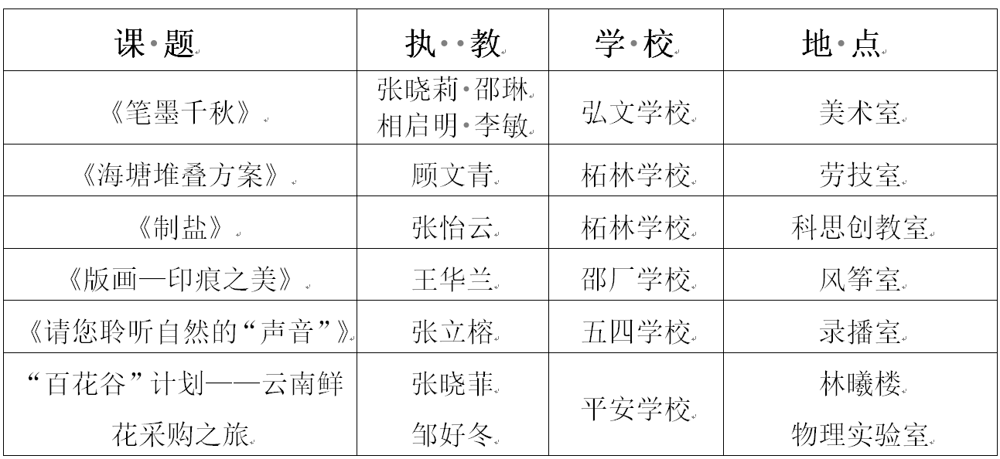 课 题 执 教 学 校 地 点
《笔墨千秋》 张晓莉 邵琳 弘文学校 美术室
相启明 李敏
《海塘堆叠方案》 顾文青 柘林学校 劳技室
《制盐》 张怡云 柘林学校 科思创教室
《版画—印痕之美》 王华兰 邵厂学校 风筝室
《请您聆听自然的“声音”》 张立榕 五四学校 录播室
“百花谷”计划——云南鲜 张晓菲 平安学校 林曦楼
花采购之旅 邹好冬 物理实验室